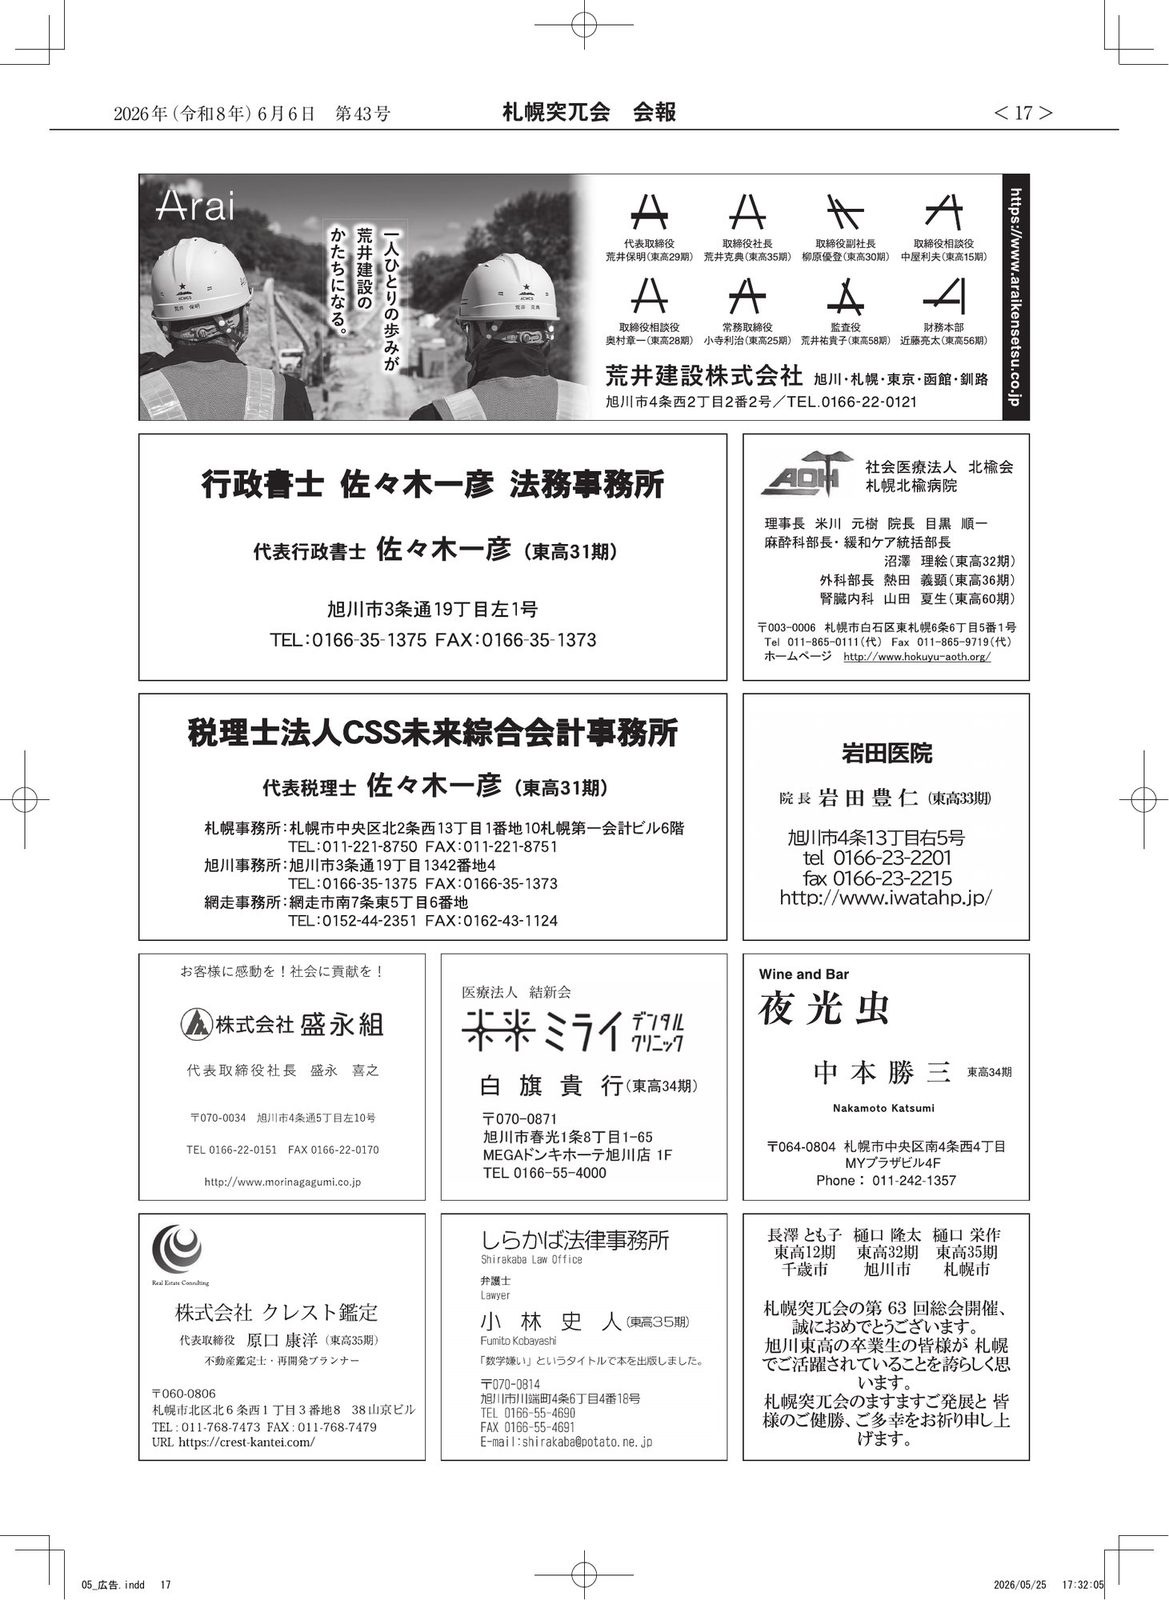 2026年（令和8年）6月6日　第43号
札幌突兀会　会報
＜17＞
Arai
一人ひとりの歩みが
荒井建設の
かたちになる。
荒井　保明
荒井　克典
代表取締役
荒井保明（東高29期）
取締役社長
荒井克典（東高35期）
取締役副社長
柳原優登（東高30期）
取締役相談役
中屋利夫（東高15期）
取締役相談役
奥村章一（東高28期）
常務取締役
小寺利治（東高25期）
監査役
荒井祐貴子（東高58期）
財務本部
近藤亮太（東高56期）
荒井建設株式会社 旭川・札幌・東京・函館・釧路
旭川市4条西2丁目2番2号／TEL.0166-22-0121
https://www.araikensetsu.co.jp
行政書士 佐々木一彦 法務事務所
代表行政書士 佐々木一彦（東高31期）
旭川市3条通19丁目左1号
TEL：0166-35-1375 FAX：0166-35-1373
AOTH
社会医療法人　北楡会
札幌北楡病院
理事長　米川　元樹　院長　目黒　順一
麻酔科部長・緩和ケア統括部長
沼澤　理絵（東高32期）
外科部長　熱田　義顕（東高36期）
腎臓内科　山田　夏生（東高60期）
〒003-0006　札幌市白石区東札幌6条6丁目5番1号
Tel　011-865-0111（代）　Fax　011-865-9719（代）
ホームページ　http://www.hokuyu-aoth.org/
税理士法人CSS未来綜合会計事務所
代表税理士 佐々木一彦（東高31期）
札幌事務所：札幌市中央区北2条西13丁目1番地10札幌第一会計ビル6階
TEL：011-221-8750 FAX：011-221-8751
旭川事務所：旭川市3条通19丁目1342番地4
TEL：0166-35-1375 FAX：0166-35-1373
網走事務所：網走市南7条東5丁目6番地
TEL：0152-44-2351 FAX：0162-43-1124
岩田医院
院長 岩田豊仁（東高33期）
旭川市4条13丁目右5号
tel 0166-23-2201
fax 0166-23-2215
http://www.iwatahp.jp/
お客様に感動を！社会に貢献を！
株式会社 盛永組
代表取締役社長　盛永　喜之
〒070-0034　旭川市4条通5丁目左10号
TEL 0166-22-0151　FAX 0166-22-0170
http://www.morinagagumi.co.jp
医療法人　結新会
米米 ミライ デンタル
クリニック
白旗貴行（東高34期）
〒070-0871
旭川市春光1条8丁目1-65
MEGAドンキホーテ旭川店 1F
TEL 0166-55-4000
Wine and Bar
夜光虫
中本勝三　東高34期
Nakamoto Katsumi
〒064-0804 札幌市中央区南4条西4丁目
MYプラザビル4F
Phone： 011-242-1357
Real Estate Consulting
株式会社 クレスト鑑定
代表取締役　原口 康洋（東高35期）
不動産鑑定士・再開発プランナー
〒060-0806
札幌市北区北６条西１丁目３番地8　38山京ビル
TEL : 011-768-7473 FAX : 011-768-7479
URL https://crest-kantei.com/
しらかば法律事務所
Shirakaba Law Office
弁護士
Lawyer
小　林　史　人（東高35期）
Fumito Kobayashi
「数学嫌い」というタイトルで本を出版しました。
〒070-0814
旭川市川端町4条6丁目4番18号
TEL 0166-55-4690
FAX 0166-55-4691
E-mail:shirakaba@potato.ne.jp
長澤 とも子　樋口 隆太　樋口 栄作
東高12期　東高32期　東高35期
千歳市　旭川市　札幌市
札幌突兀会の第 63 回総会開催、
誠におめでとうございます。
旭川東高の卒業生の皆様が 札幌
でご活躍されていることを誇らしく思
います。
札幌突兀会のますますご発展と 皆
様のご健勝、ご多幸をお祈り申し上
げます。
05_広告.indd　17
2026/05/25　17:32:05